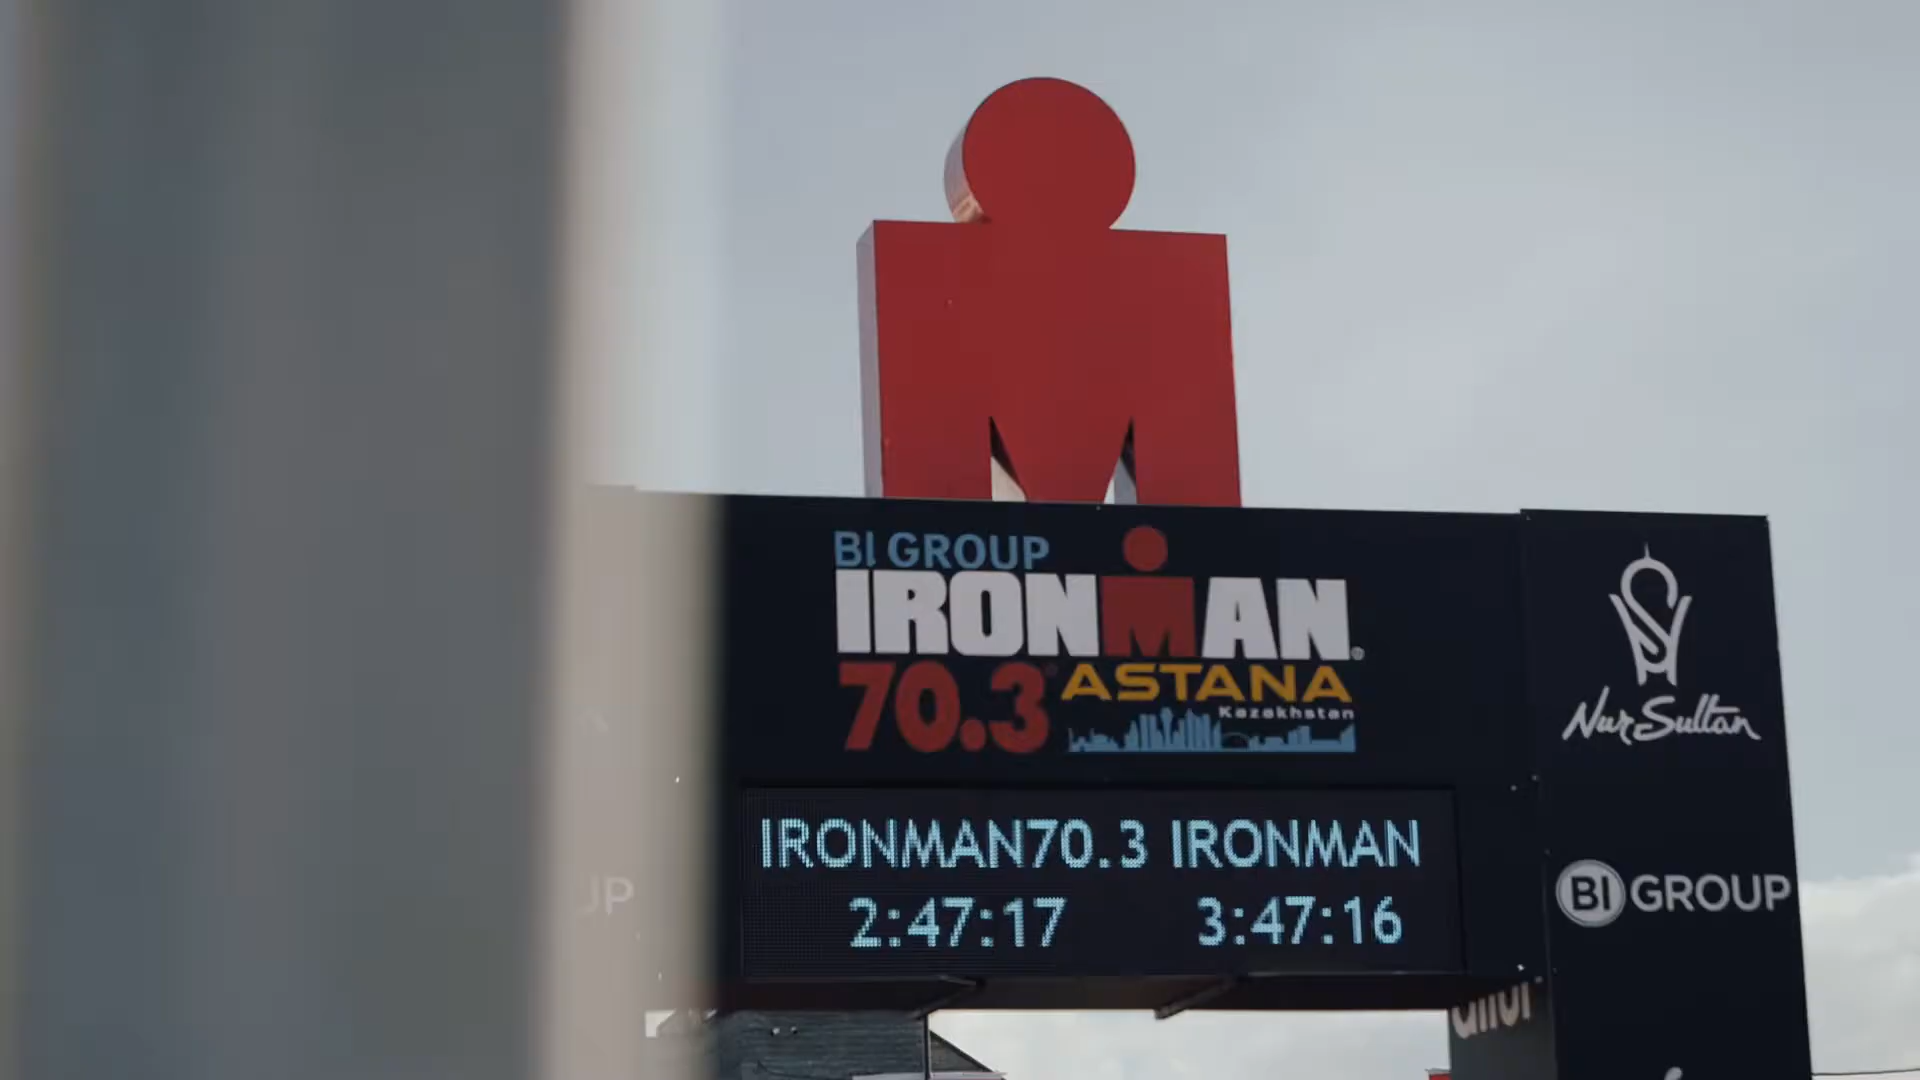 BI GROUP
IRONMAN®
70.3® ASTANA
Kazakhstan
IRONMAN70.3 IRONMAN
2:47:17 3:47:16
Nur-Sultan
BI GROUP
UP